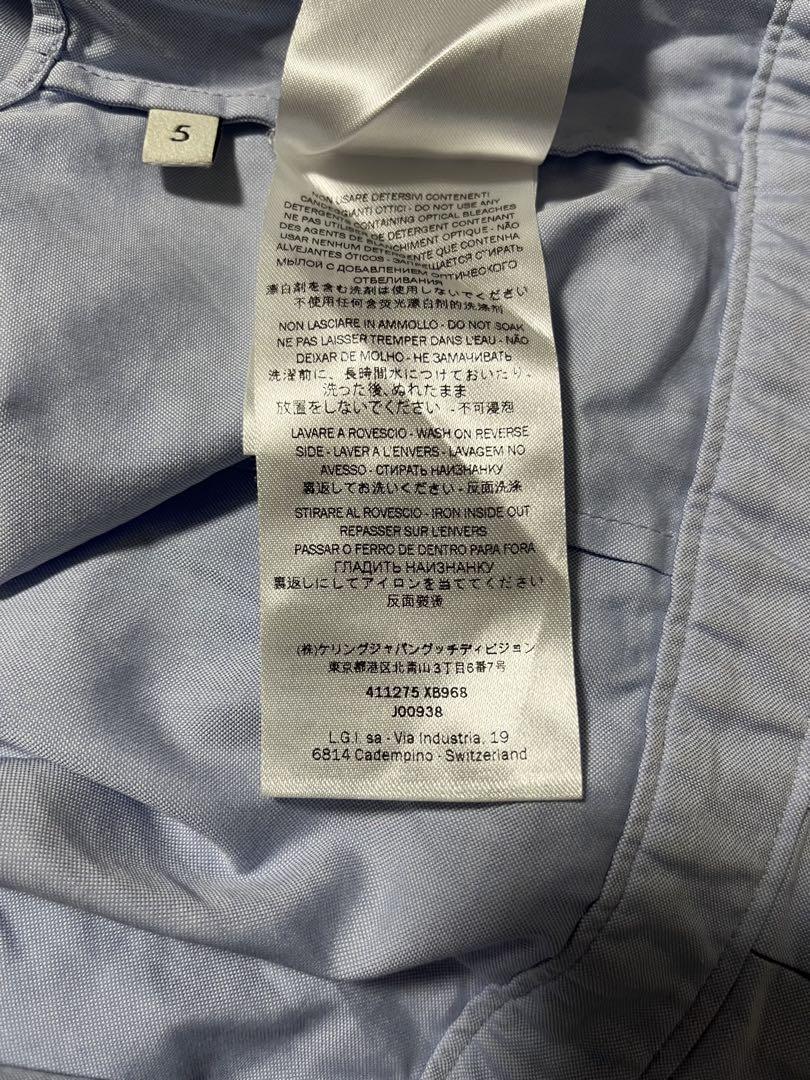 5
NON USARE DETERSIVI CONTENENTI
CANDEGGIANTI OTTICI - DO NOT USE ANY
DETERGENTS CONTAINING OPTICAL BLEACHES
NE PAS UTILISER DE DETERGENT CONTENANT
DES AGENTS DE BLANCHIMENT OPTIQUE - NÃO
USAR NENHUM DETERGENTE QUE CONTENHA
ALVEJANTES ÓTICOS - ЗАПРЕЩАЕТСЯ СТИРАТЬ
МЫЛОЙ С ДОБАВЛЕНИЕМ ОПТИЧЕСКОГО
ОТБЕЛИВАНИЯ
漂白剤を含む洗剤は使用しないでください
不使用任何含荧光漂白剂的洗涤剂
NON LASCIARE IN AMMOLLO - DO NOT SOAK
NE PAS LAISSER TREMPER DANS L'EAU - NÃO
DEIXAR DE MOLHO - НЕ ЗАМАЧИВАТЬ
洗濯前に、長時間水につけておいたり、
洗った後、ぬれたまま
放置をしないでください - 不可浸泡
LAVARE A ROVESCIO - WASH ON REVERSE
SIDE - LAVER A L'ENVERS - LAVAGEM NO
AVESSO - СТИРАТЬ НАИЗНАНКУ
裏返してお洗いください - 反面洗涤
STIRARE AL ROVESCIO - IRON INSIDE OUT
REPASSER SUR L'ENVERS
PASSAR O FERRO DE DENTRO PARA FORA
ГЛАДИТЬ НАИЗНАНКУ
裏返しにしてアイロンを当ててください
反面熨烫
(株)ケリングジャパングッチディビジョン
東京都港区北青山3丁目6番7号
411275 XB968
J00938
L.G.I. sa - Via Industria, 19
6814 Cadempino - Switzerland